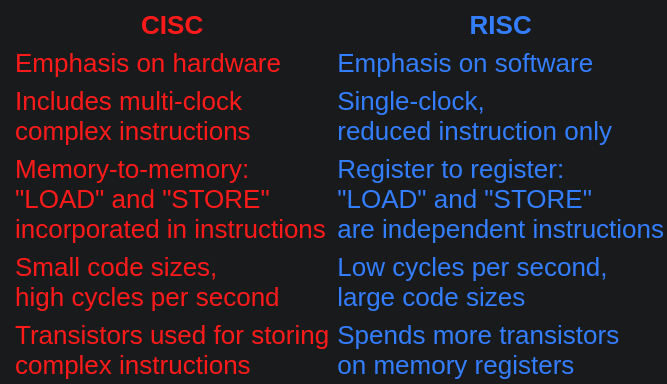 CISC RISC
Emphasis on hardware Emphasis on software
Includes multi-clock
complex instructions
Single-clock,
reduced instruction only
Memory-to-memory:
"LOAD" and "STORE"
incorporated in instructions
Register to register:
"LOAD" and "STORE"
are independent instructions
Small code sizes,
high cycles per second
Low cycles per second,
large code sizes
Transistors used for storing
complex instructions
Spends more transistors
on memory registers